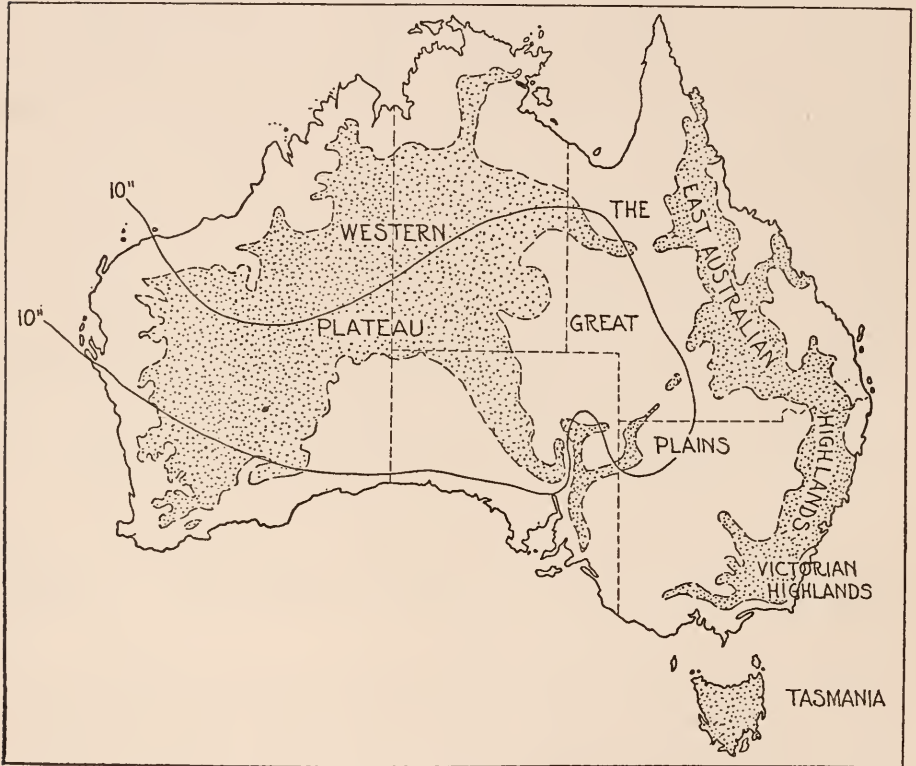 10"
10"
WESTERN
PLATEAU
THE
GREAT
PLAINS
EAST AUSTRALIAN
HIGHLANDS
VICTORIAN
HIGHLANDS
TASMANIA